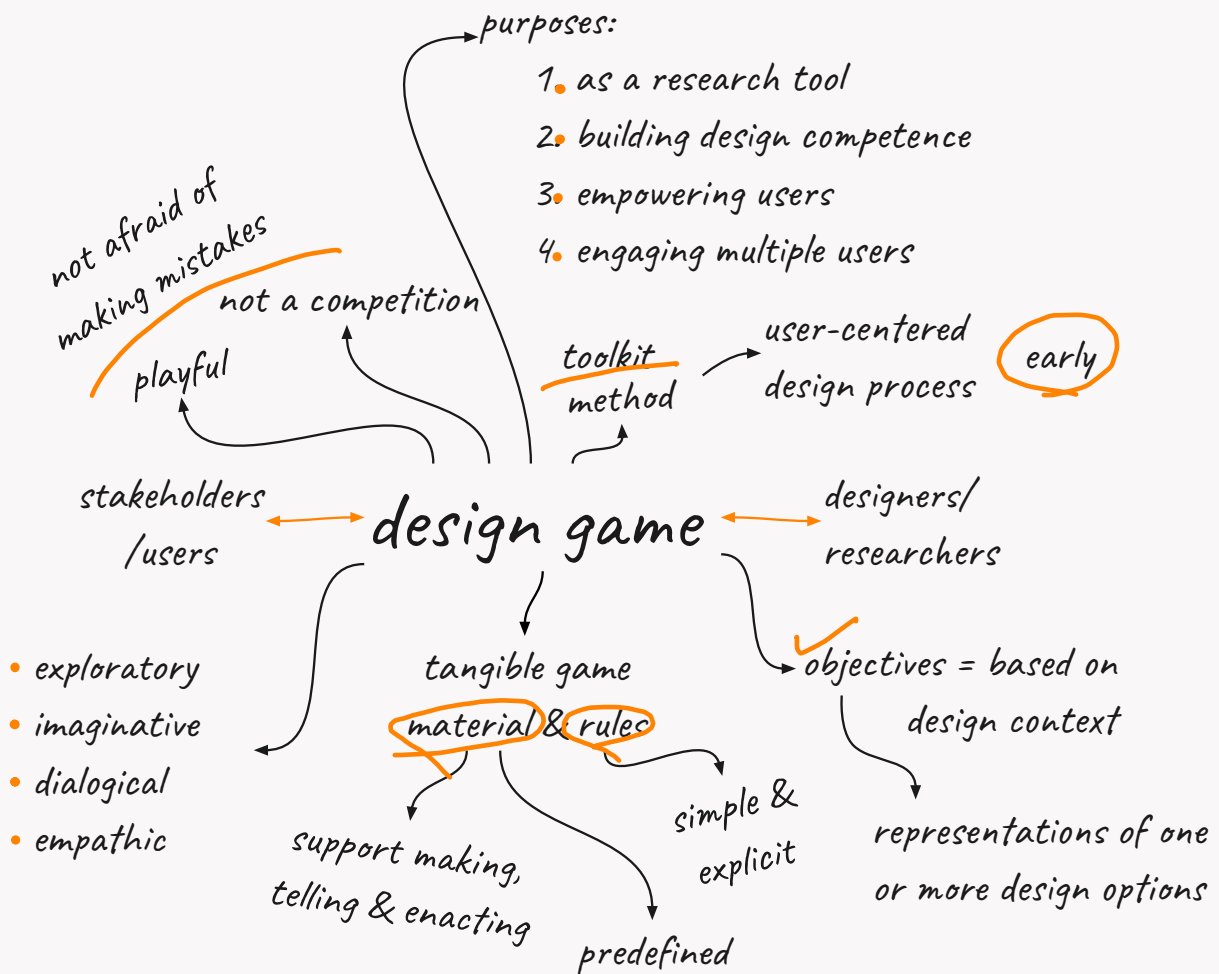 purposes:
1. as a research tool
2. building design competence
3. empowering users
4. engaging multiple users
not afraid of
making mistakes
not a competition
playful
toolkit
method
user-centered
design process
early
stakeholders
/users
design game
designers/
researchers
• exploratory
• imaginative
• dialogical
• empathic
tangible game
material & rules
objectives = based on
design context
support making,
telling & enacting
predefined
simple &
explicit
representations of one
or more design options